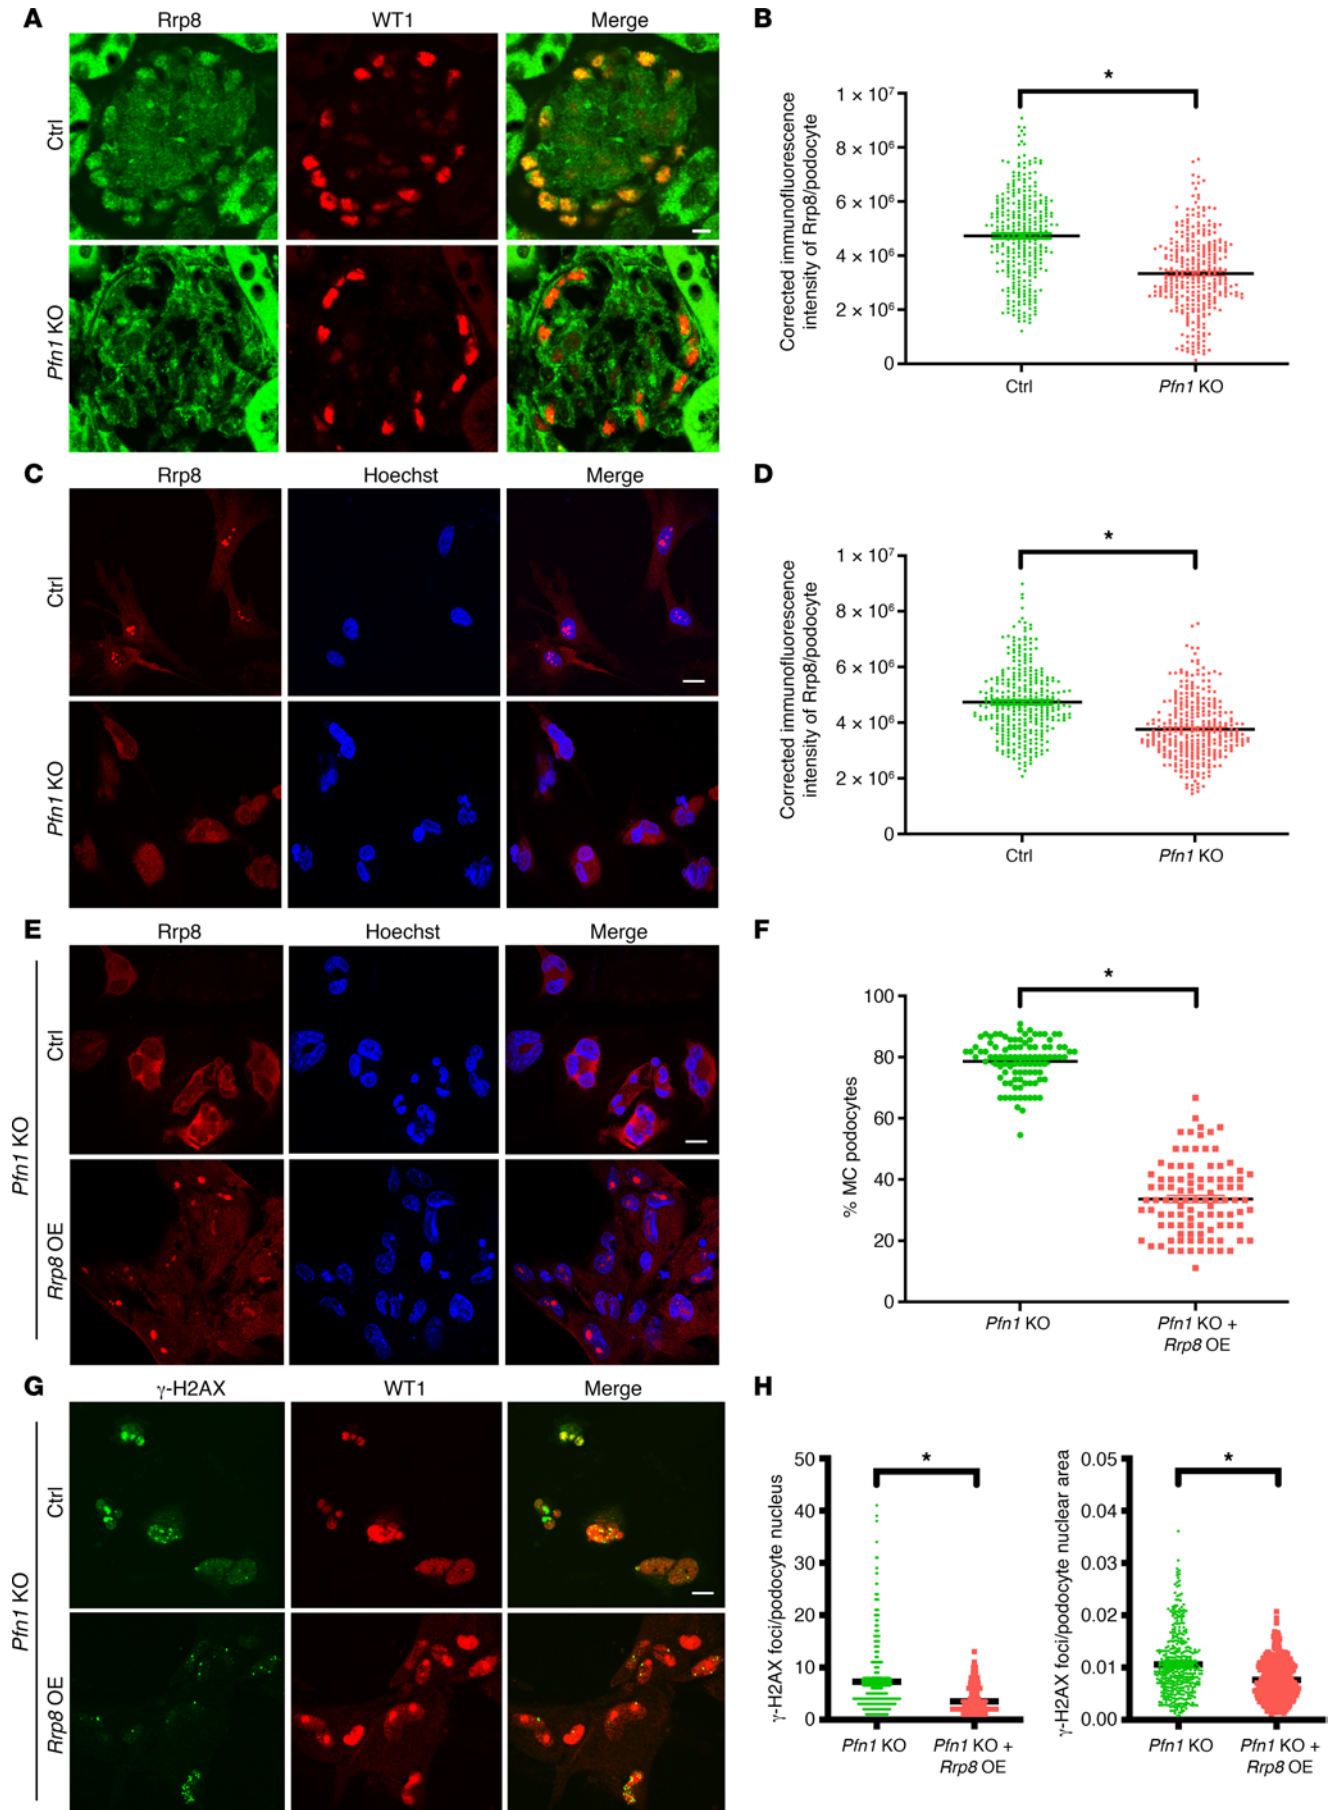 A
Rrp8
WT1
Merge
Ctrl
Pfn1 KO
B
Corrected immunofluorescence
intensity of Rrp8/podocyte
*
1 × 10⁷
8 × 10⁶
6 × 10⁶
4 × 10⁶
2 × 10⁶
0
Ctrl
Pfn1 KO
C
Rrp8
Hoechst
Merge
Ctrl
Pfn1 KO
D
Corrected immunofluorescence
intensity of Rrp8/podocyte
*
1 × 10⁷
8 × 10⁶
6 × 10⁶
4 × 10⁶
2 × 10⁶
0
Ctrl
Pfn1 KO
E
Rrp8
Hoechst
Merge
Pfn1 KO
Ctrl
Rrp8 OE
F
% MC podocytes
*
100
80
60
40
20
0
Pfn1 KO
Pfn1 KO +
Rrp8 OE
G
γ-H2AX
WT1
Merge
Pfn1 KO
Ctrl
Rrp8 OE
H
γ-H2AX foci/podocyte nucleus
*
50
40
30
20
10
0
Pfn1 KO
Pfn1 KO +
Rrp8 OE
γ-H2AX foci/podocyte nuclear area
*
0.05
0.04
0.03
0.02
0.01
0.00
Pfn1 KO
Pfn1 KO +
Rrp8 OE